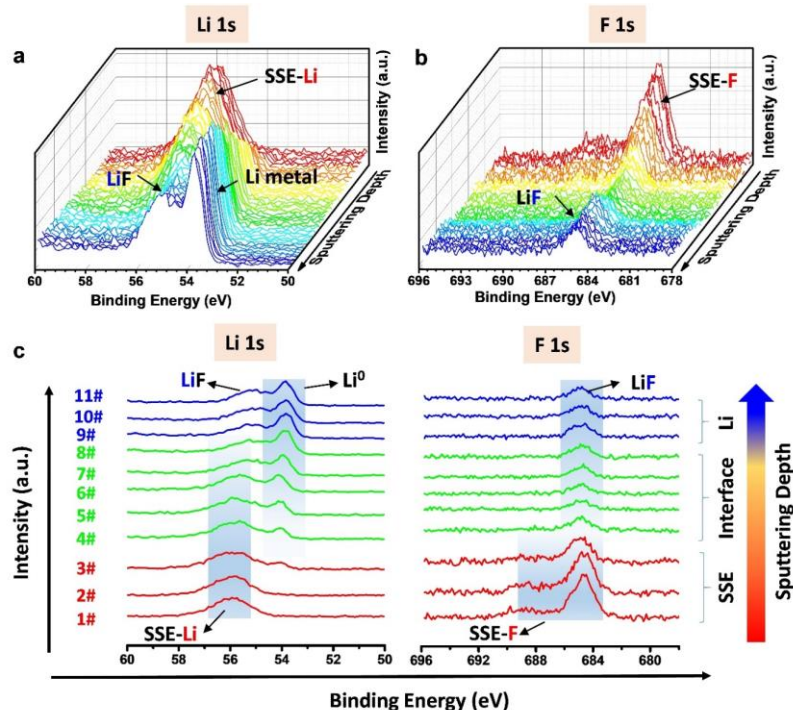 Li 1s
F 1s
a
SSE-Li
LiF
Li metal
Intensity (a.u.)
Sputtering Depth
60 58 56 54 52 50
Binding Energy (eV)
b
SSE-F
LiF
Intensity (a.u.)
Sputtering Depth
696 693 690 687 684 681 678
Binding Energy (eV)
c
Li 1s
F 1s
Intensity (a.u.)
LiF
Li⁰
11#
10#
9#
8#
7#
6#
5#
4#
3#
2#
1#
SSE-Li
60 58 56 54 52 50
LiF
Li
Interface
SSE
SSE-F
696 692 688 684 680
Sputtering Depth
Binding Energy (eV)